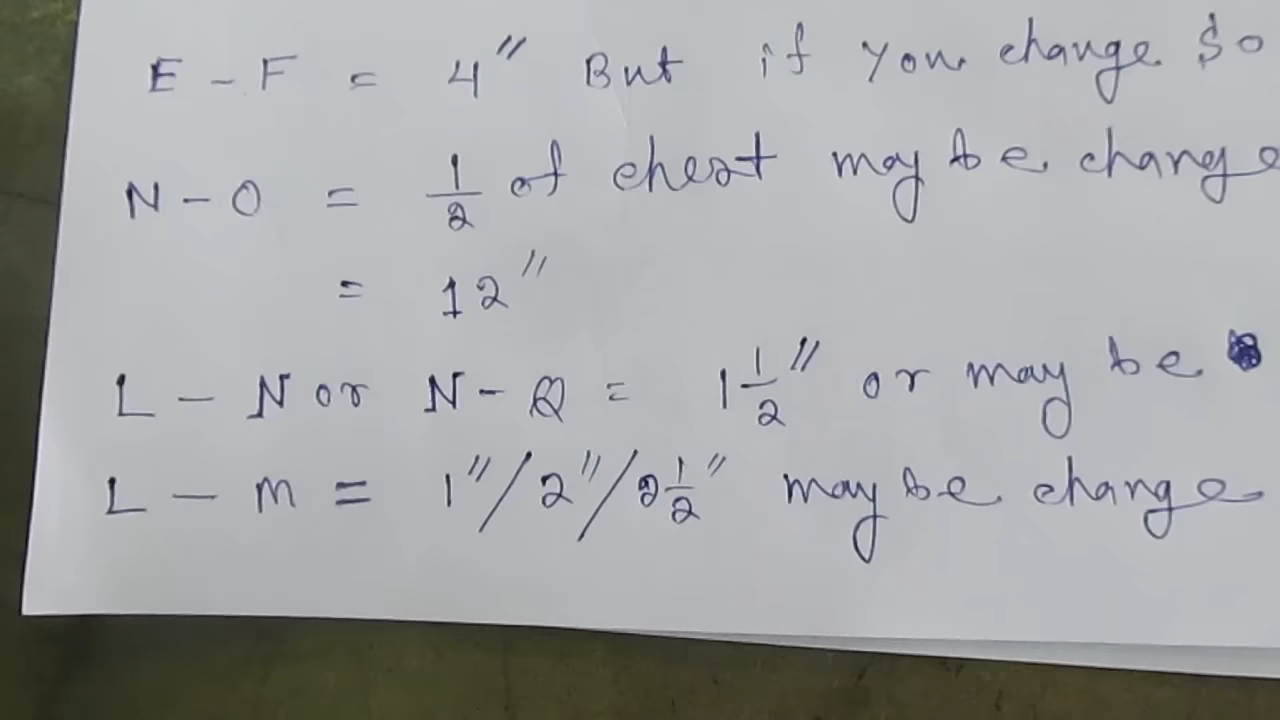 E - F = 4" But if You change So
N - O = 1/2 of chest may be change
= 12"
L - N or N - Q = 1 1/2" or may be
L - M = 1"/2"/2 1/2" may be change